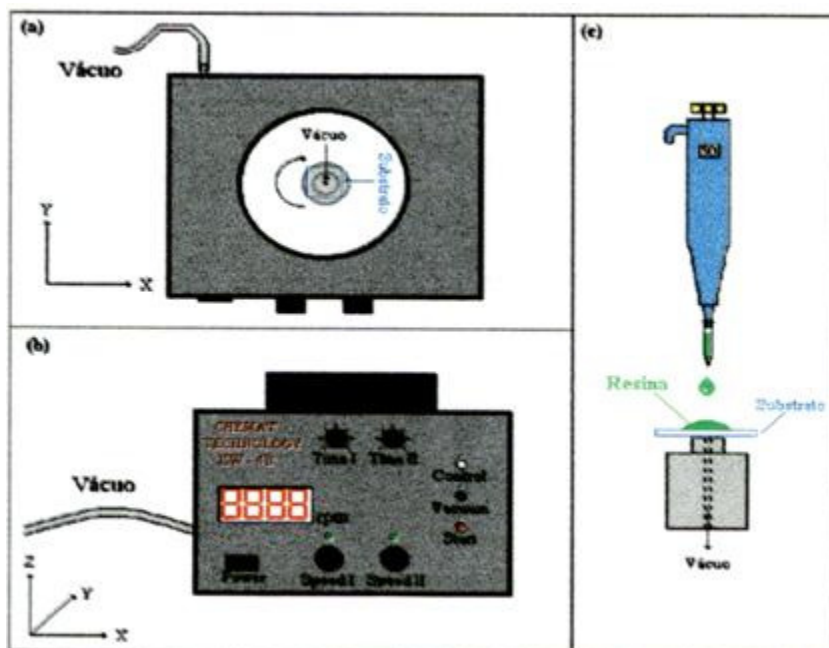 (a)
Vácuo
Vácuo
Substrato
Y
X
(b)
CHEMAT
TECHNOLOGY
Time I
Time II
Control
Vacuum
Start
rpm
Vácuo
Power
Speed I
Speed II
Z
Y
X
50
Resina
Substrato
Vácuo